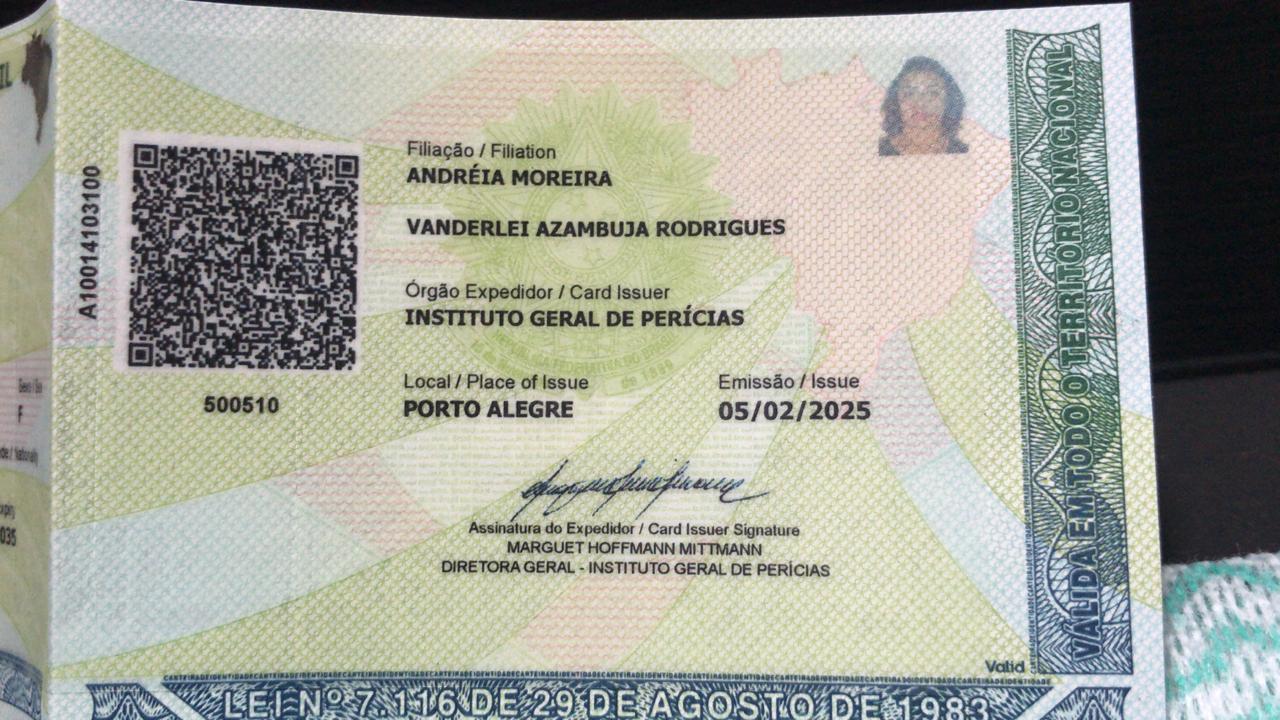 IL
A10014103100
500510
Filiação / Filiation
ANDRÉIA MOREIRA
VANDERLEI AZAMBUJA RODRIGUES
Órgão Expedidor / Card Issuer
INSTITUTO GERAL DE PERÍCIAS
Local / Place of Issue
PORTO ALEGRE
Emissão / Issue
05/02/2025
Assinatura do Expedidor / Card Issuer Signature
MARGUET HOFFMANN MITTMANN
DIRETORA GERAL - INSTITUTO GERAL DE PERÍCIAS
VÁLIDA EM TODO O TERRITÓRIO NACIONAL
Valid
LEI Nº 7.116 DE 29 DE AGOSTO DE 1983
F
035